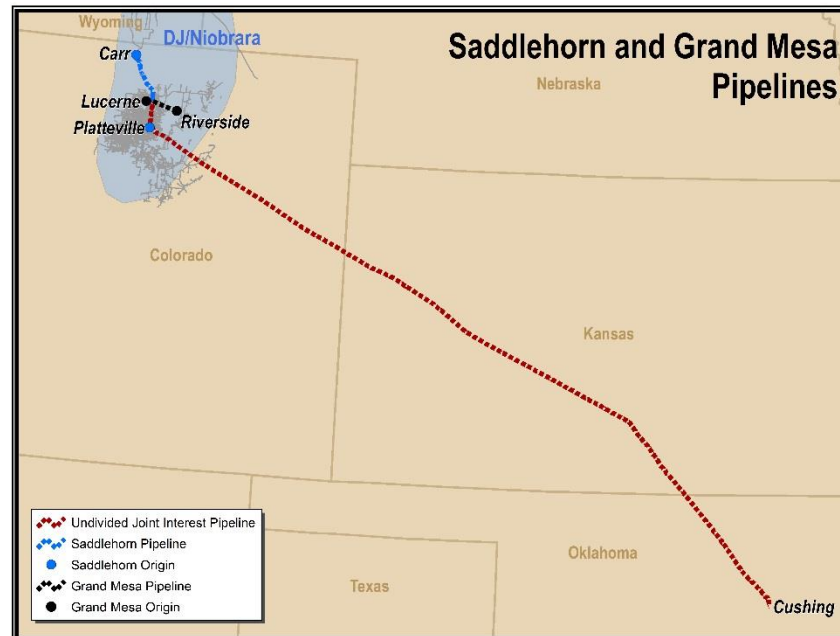 Saddlehorn and Grand Mesa
Pipelines
Wyoming
DJ/Niobrara
Carr
Nebraska
Lucerne
Riverside
Platteville
Colorado
Kansas
Undivided Joint Interest Pipeline
Saddlehorn Pipeline
Saddlehorn Origin
Grand Mesa Pipeline
Grand Mesa Origin
Oklahoma
Texas
Cushing